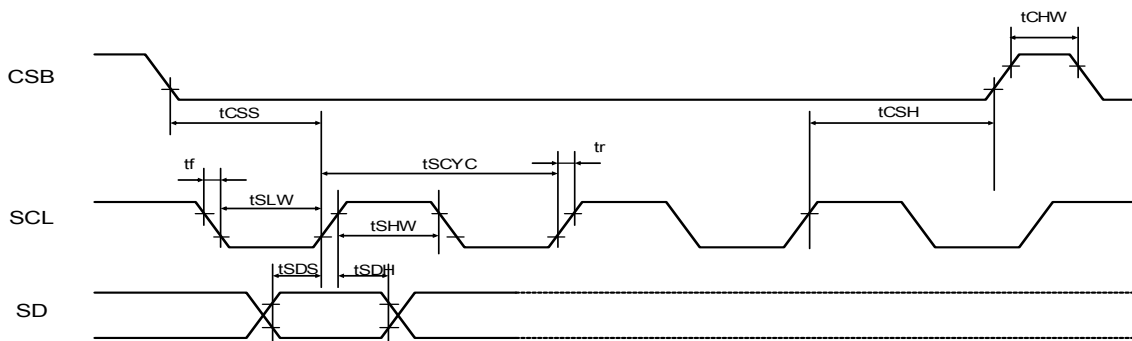 tCHW
CSB
tCSS
tCSH
tf
tSCYC
tr
tSLW
SCL
tSHW
tSDS
tSDH
SD